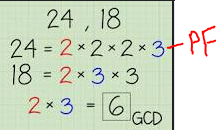 24 , 18
24 = 2 × 2 × 2 × 3 - PF
18 = 2 × 3 × 3
2 × 3 = 6 GCD